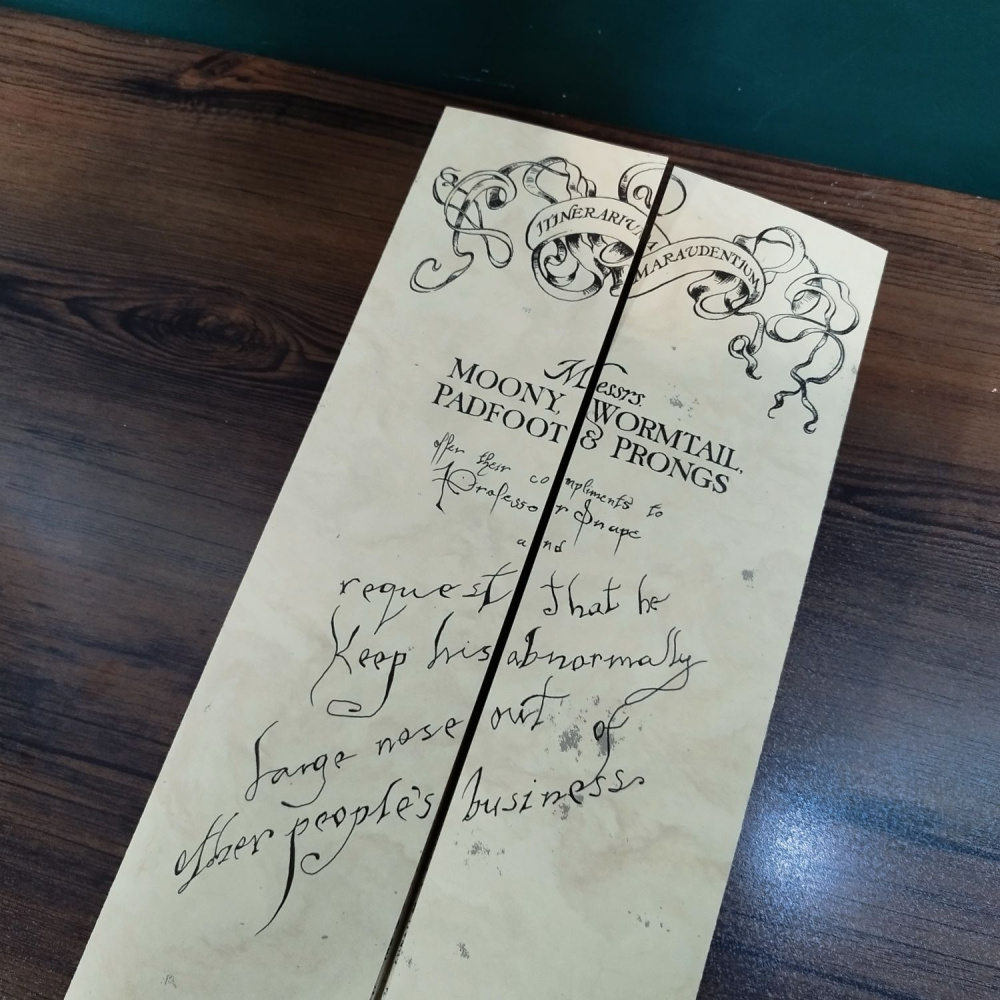 ITINERARIUM
MARAUDENTIUM
Messrs
MOONY, WORMTAIL,
PADFOOT & PRONGS
offer their compliments to
Professor Snape
and
request that he
Keep his abnormally
large nose out of
other people's business